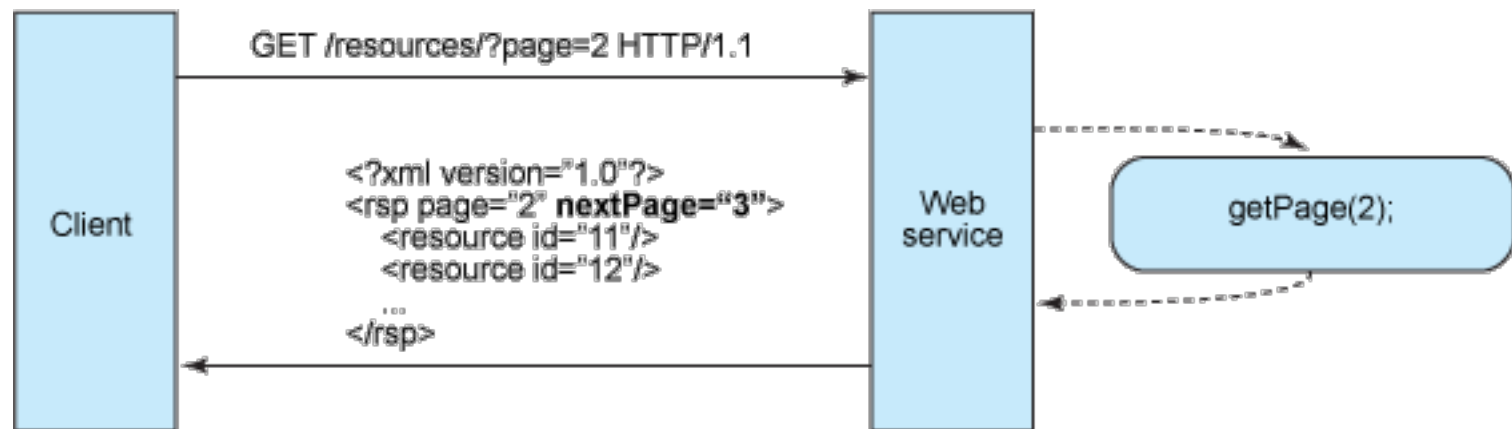 GET /resources/?page=2 HTTP/1.1
Client
<?xml version="1.0"?>
<rsp page="2" nextPage="3">
<resource id="11"/>
<resource id="12"/>
...
</rsp>
Web
service
getPage(2);